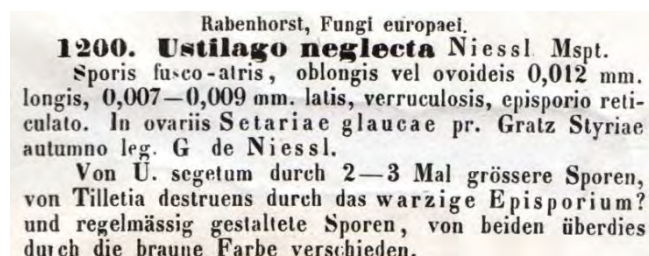 Rabenhorst, Fungi europaei.
1200. Ustilago neglecta Niessl Mspt.
Sporis fusco-atris, oblongis vel ovoideis 0,012 mm.
longis, 0,007—0,009 mm. latis, verruculosis, episporio reti-
culato. In ovariis Setariae glaucae pr. Gratz Styriae
autumno leg. G de Niessl.
Von U. segetum durch 2—3 Mal grössere Sporen,
von Tilletia destruens durch das warzige Episporium?
und regelmässig gestaltete Sporen, von beiden überdies
durch die braune Farbe verschieden.